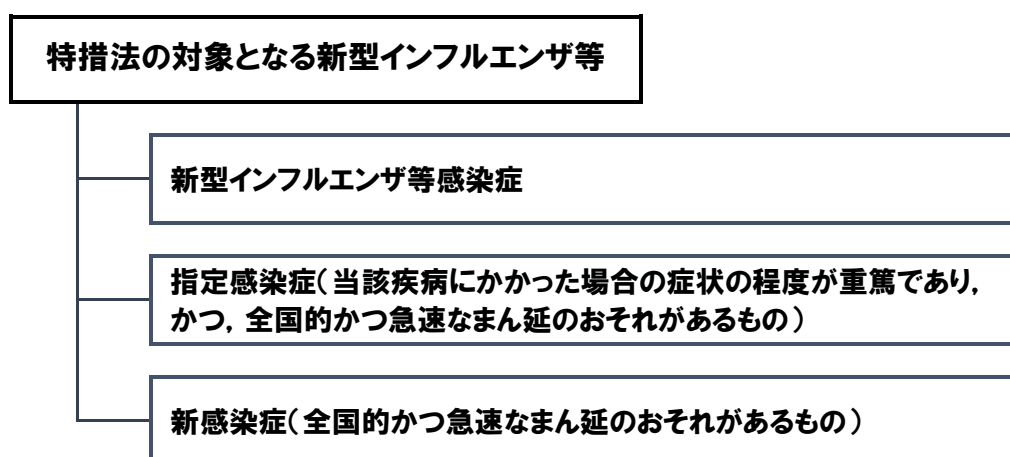 特措法の対象となる新型インフルエンザ等
新型インフルエンザ等感染症
指定感染症(当該疾病にかかった場合の症状の程度が重篤であり,
かつ,全国的かつ急速なまん延のおそれがあるもの)
新感染症(全国的かつ急速なまん延のおそれがあるもの)